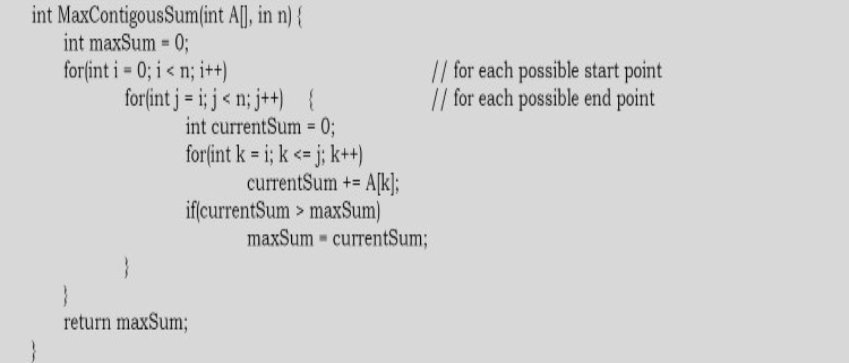 int MaxContigousSum(int A[], in n) {
int maxSum = 0;
for(int i = 0; i < n; i++) // for each possible start point
for(int j = i; j < n; j++) { // for each possible end point
int currentSum = 0;
for(int k = i; k <= j; k++)
currentSum += A[k];
if(currentSum > maxSum)
maxSum = currentSum;
}
}
return maxSum;
}